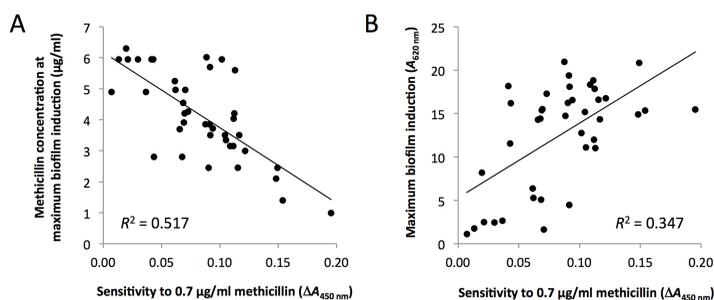 A
Methicillin concentration at
maximum biofilm induction (µg/ml)
7
6
5
4
3
2
1
0
R² = 0.517
0.00 0.05 0.10 0.15 0.20
Sensitivity to 0.7 µg/ml methicillin (ΔA450 nm)
B
Maximum biofilm induction (A620 nm)
25
20
15
10
5
0
R² = 0.347
0.00 0.05 0.10 0.15 0.20
Sensitivity to 0.7 µg/ml methicillin (ΔA450 nm)